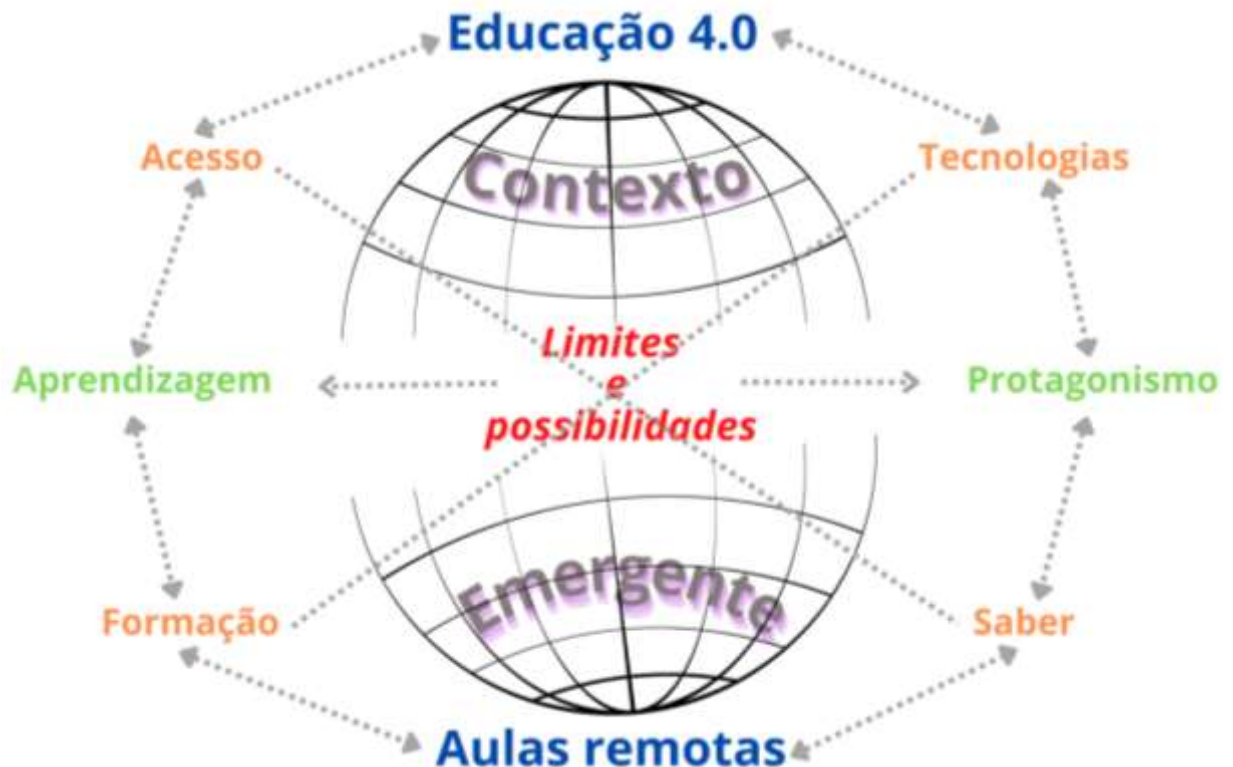 Educação 4.0
Acesso
Tecnologias
Contexto
Limites
e
possibilidades
Aprendizagem
Protagonismo
Emergente
Formação
Saber
Aulas remotas